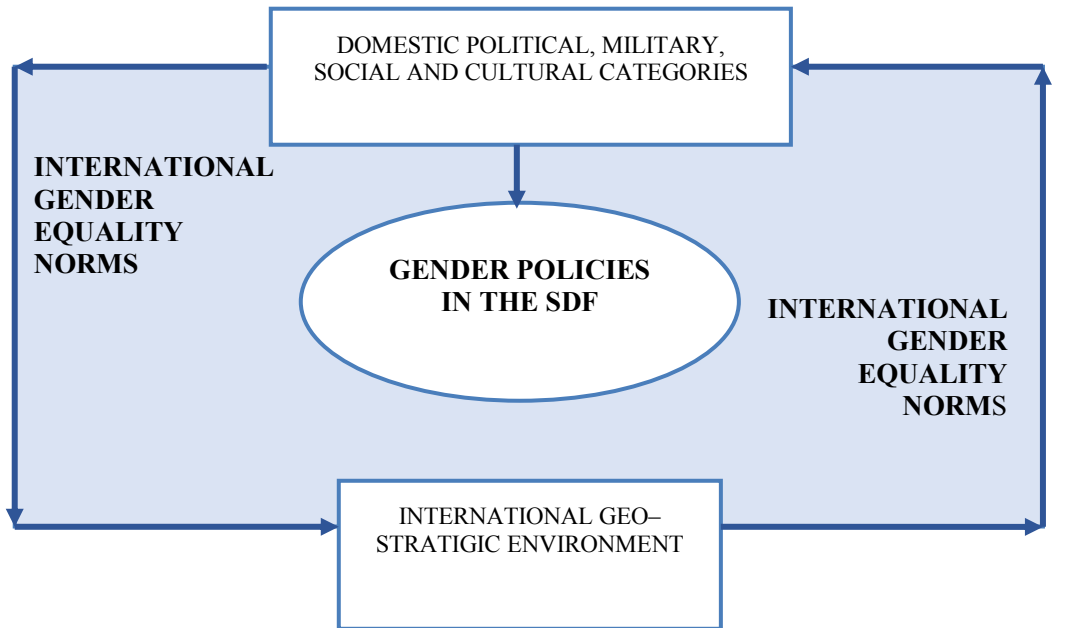 DOMESTIC POLITICAL, MILITARY,
SOCIAL AND CULTURAL CATEGORIES
INTERNATIONAL
GENDER
EQUALITY
NORMS
GENDER POLICIES
IN THE SDF
INTERNATIONAL
GENDER
EQUALITY
NORMS
INTERNATIONAL GEO–
STRATIGIC ENVIRONMENT